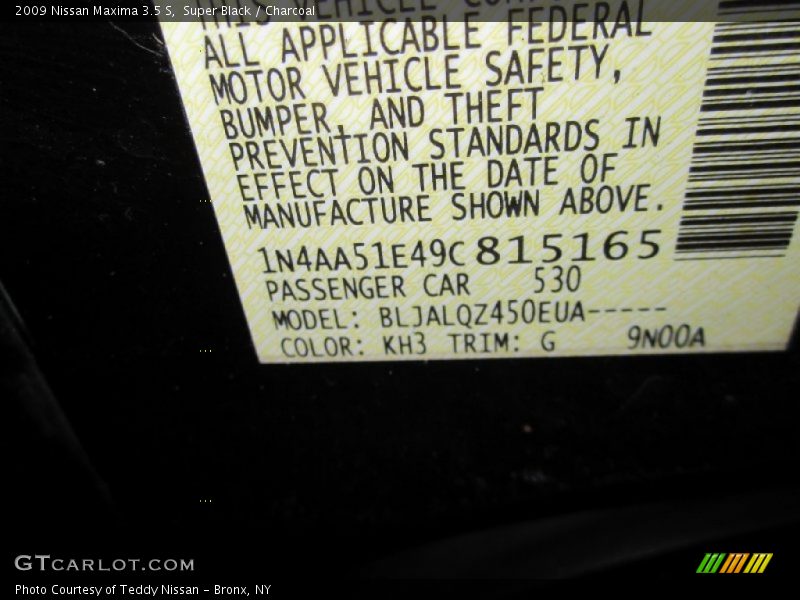 2009 Nissan Maxima 3.5 S,  Super Black / Charcoal
THIS VEHICLE
ALL APPLICABLE FEDERAL
MOTOR VEHICLE SAFETY,
BUMPER, AND THEFT
PREVENTION STANDARDS IN
EFFECT ON THE DATE OF
MANUFACTURE SHOWN ABOVE.
1N4AA51E49C815165
PASSENGER CAR 530
MODEL: BLJALQZ450EUA-----
COLOR: KH3 TRIM: G 9N00A
GTCARLOT.COM
Photo Courtesy of Teddy Nissan - Bronx, NY